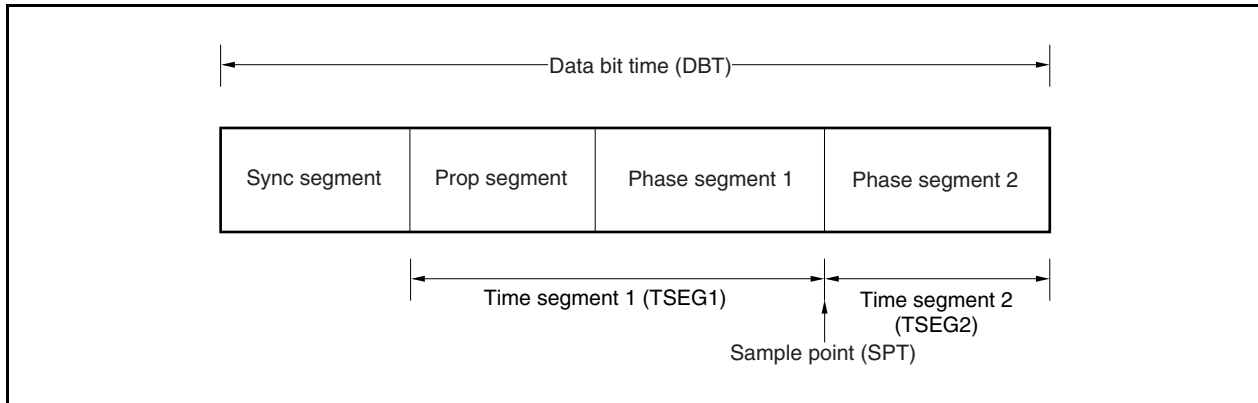 Data bit time (DBT)
Sync segment
Prop segment
Phase segment 1
Phase segment 2
Time segment 1 (TSEG1)
Time segment 2
(TSEG2)
Sample point (SPT)